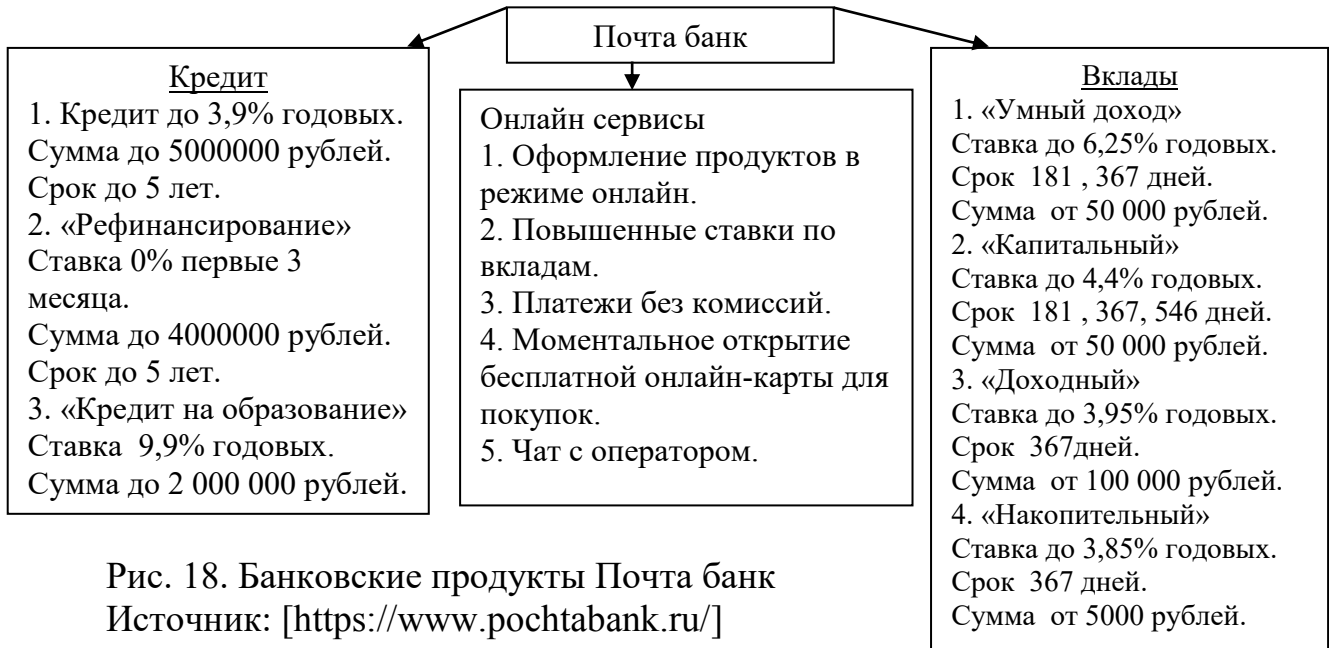 Почта банк
Кредит
1. Кредит до 3,9% годовых.
Сумма до 5000000 рублей.
Срок до 5 лет.
2. «Рефинансирование»
Ставка 0% первые 3
месяца.
Сумма до 4000000 рублей.
Срок до 5 лет.
3. «Кредит на образование»
Ставка 9,9% годовых.
Сумма до 2 000 000 рублей.
Онлайн сервисы
1. Оформление продуктов в
режиме онлайн.
2. Повышенные ставки по
вкладам.
3. Платежи без комиссий.
4. Моментальное открытие
бесплатной онлайн-карты для
покупок.
5. Чат с оператором.
Вклады
1. «Умный доход»
Ставка до 6,25% годовых.
Срок 181 , 367 дней.
Сумма от 50 000 рублей.
2. «Капитальный»
Ставка до 4,4% годовых.
Срок 181 , 367, 546 дней.
Сумма от 50 000 рублей.
3. «Доходный»
Ставка до 3,95% годовых.
Срок 367дней.
Сумма от 100 000 рублей.
4. «Накопительный»
Ставка до 3,85% годовых.
Срок 367 дней.
Сумма от 5000 рублей.
Рис. 18. Банковские продукты Почта банк
Источник: [https://www.pochtabank.ru/]